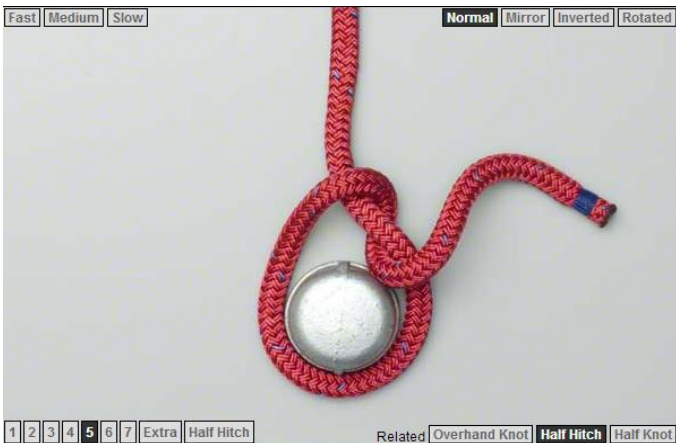 Fast Medium Slow Normal Mirror Inverted Rotated
1 2 3 4 5 6 7 Extra Half Hitch Related Overhand Knot Half Hitch Half Knot